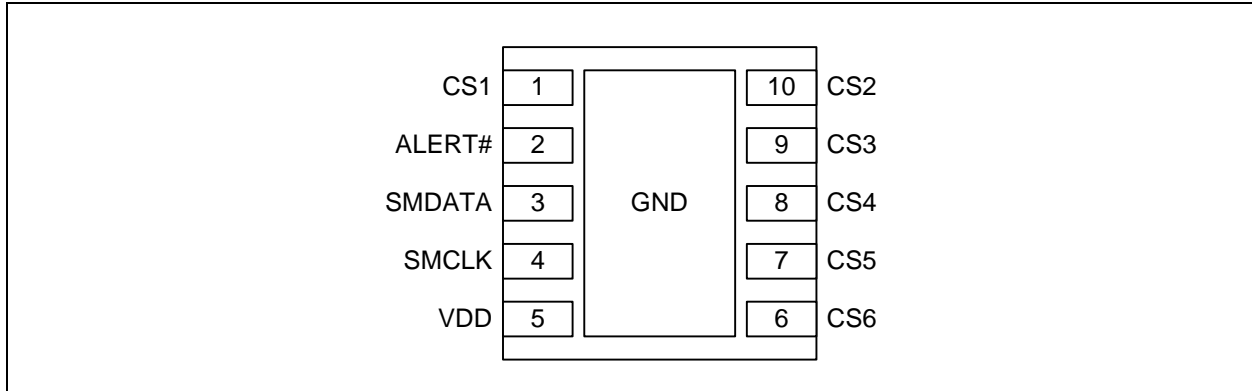 CS1 1 10 CS2
ALERT# 2 9 CS3
SMDATA 3 GND 8 CS4
SMCLK 4 7 CS5
VDD 5 6 CS6